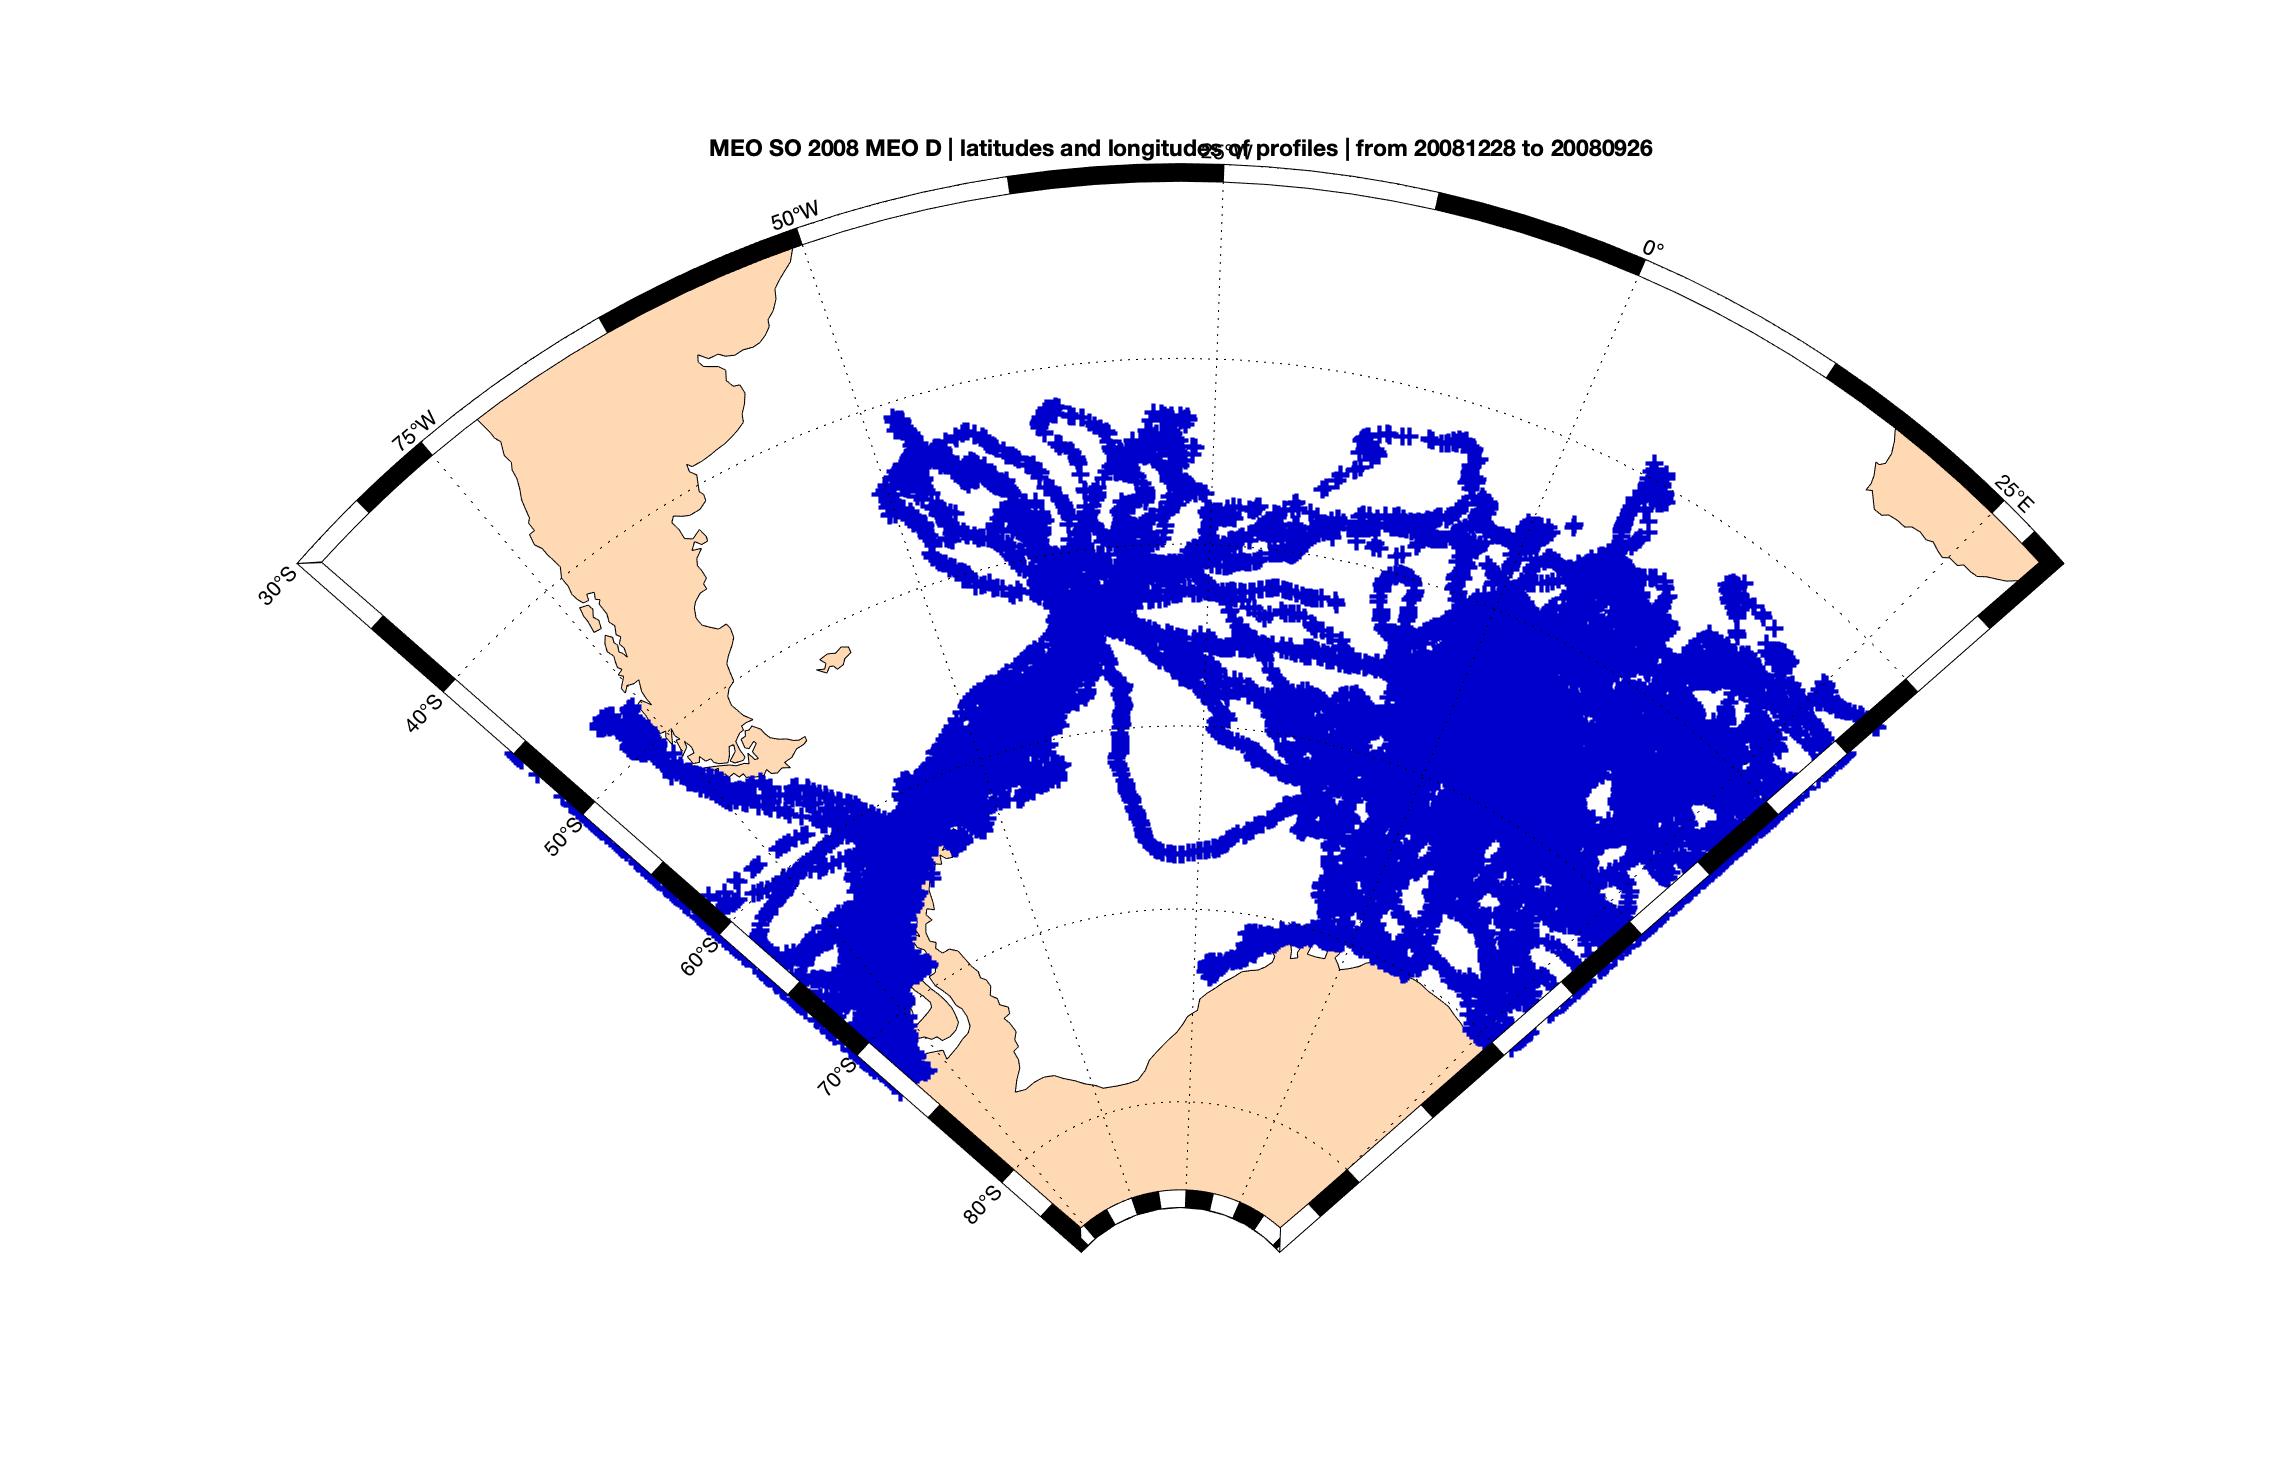 MEO SO 2008 MEO D | latitudes and longitudes of profiles | from 20081228 to 20080926
25°W
50°W
0°
75°W
25°E
30°S
40°S
50°S
60°S
70°S
80°S